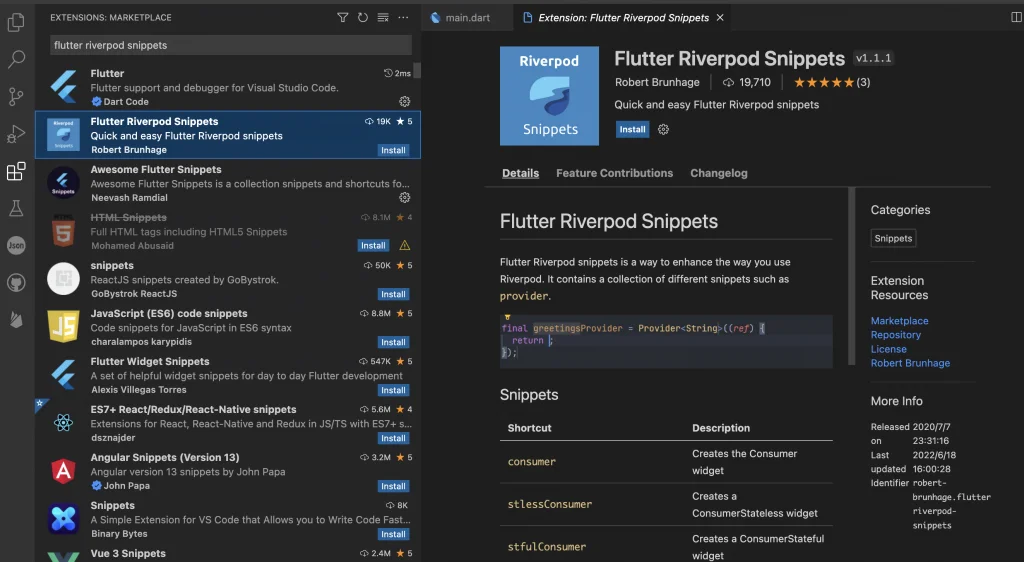 EXTENSIONS: MARKETPLACE
flutter riverpod snippets
Flutter
2ms
Flutter support and debugger for Visual Studio Code.
Dart Code
Flutter Riverpod Snippets
19K ★ 5
Quick and easy Flutter Riverpod snippets
Robert Brunhage
Install
Riverpod
Snippets
Awesome Flutter Snippets
Awesome Flutter Snippets is a collection snippets and shortcuts fo...
Neevash Ramdial
Snippets
HTML Snippets
8.1M ★ 4
Full HTML tags including HTML5 Snippets
Mohamed Abusaid
Install
HTML
5
snippets
50K ★ 5
ReactJS snippets created by GoBystrok.
GoBystrok ReactJS
Install
JavaScript (ES6) code snippets
8.8M ★ 5
Code snippets for JavaScript in ES6 syntax
charalampos karypidis
Install
JS
Flutter Widget Snippets
547K ★ 5
A set of helpful widget snippets for day to day Flutter development
Alexis Villegas Torres
Install
ES7+ React/Redux/React-Native snippets
5.6M ★ 4
Extensions for React, React-Native and Redux in JS/TS with ES7+ s...
dsznajder
Install
Angular Snippets (Version 13)
3.2M ★ 5
Angular version 13 snippets by John Papa
John Papa
Install
A
Snippets
8K
A Simple Extension for VS Code that Allows you to Write Code Fast...
Binary Bytes
Install
Vue 3 Snippets
2.4M ★ 5
Json
main.dart
Extension: Flutter Riverpod Snippets
Riverpod
Snippets
Flutter Riverpod Snippets v1.1.1
Robert Brunhage
19,710
★★★★★(3)
Quick and easy Flutter Riverpod snippets
Install
Details
Feature Contributions
Changelog
Flutter Riverpod Snippets
Flutter Riverpod snippets is a way to enhance the way you use
Riverpod. It contains a collection of different snippets such as
provider.
final greetingsProvider = Provider<String>((ref) {
return ;
});
Snippets
Shortcut Description
consumer Creates the Consumer
widget
stlessConsumer Creates a
ConsumerStateless widget
stfulConsumer Creates a ConsumerStateful
widget
Categories
Snippets
Extension
Resources
Marketplace
Repository
License
Robert Brunhage
More Info
Released 2020/7/7
on 23:31:16
Last 2022/6/18
updated 16:00:28
Identifier robert-
brunhage.flutter
riverpod-
snippets